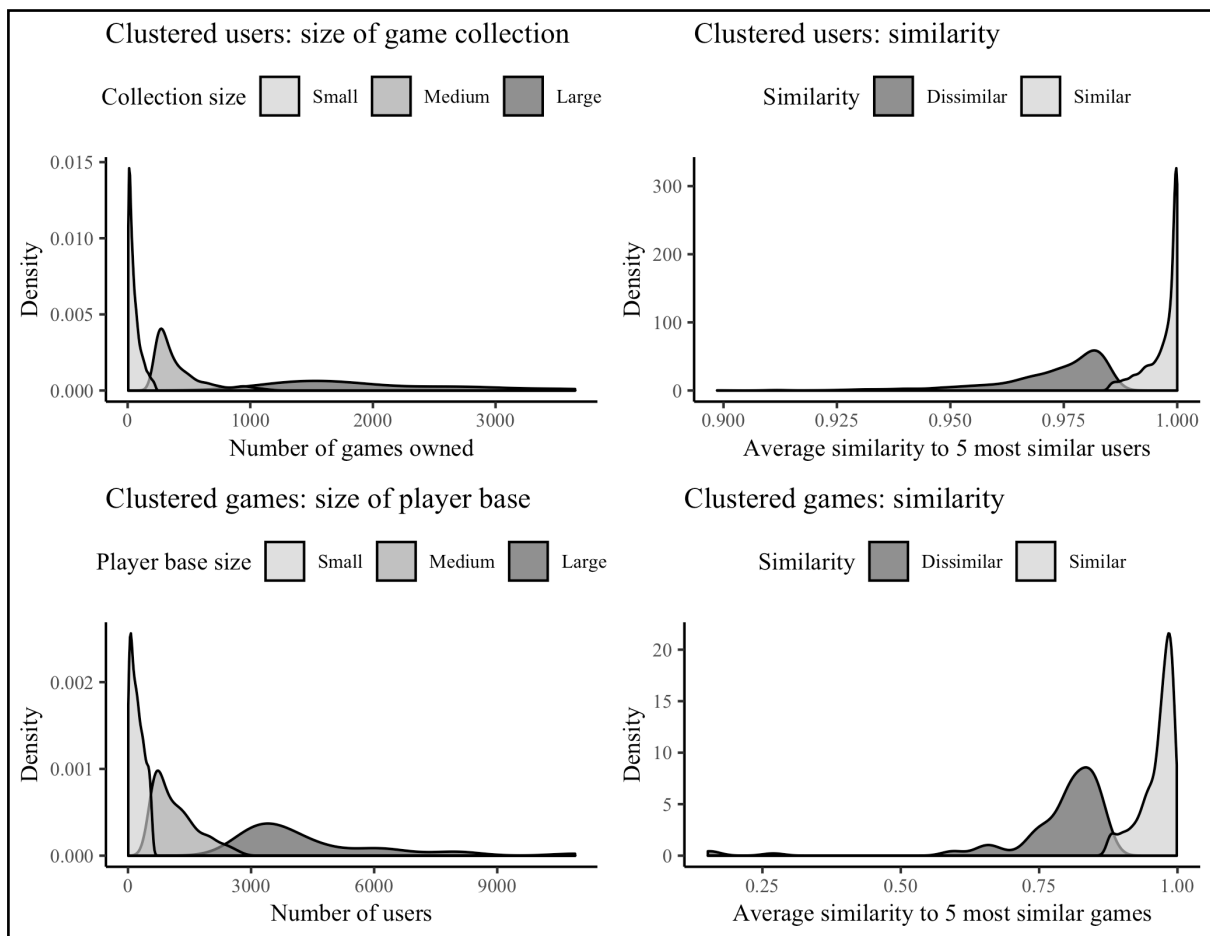 Clustered users: size of game collection
Collection size Small Medium Large
0.015
0.010
0.005
0.000
Density
0 1000 2000 3000
Number of games owned
Clustered users: similarity
Similarity Dissimilar Similar
300
200
100
0
Density
0.900 0.925 0.950 0.975 1.000
Average similarity to 5 most similar users
Clustered games: size of player base
Player base size Small Medium Large
0.002
0.001
0.000
Density
0 3000 6000 9000
Number of users
Clustered games: similarity
Similarity Dissimilar Similar
20
15
10
5
0
Density
0.25 0.50 0.75 1.00
Average similarity to 5 most similar games